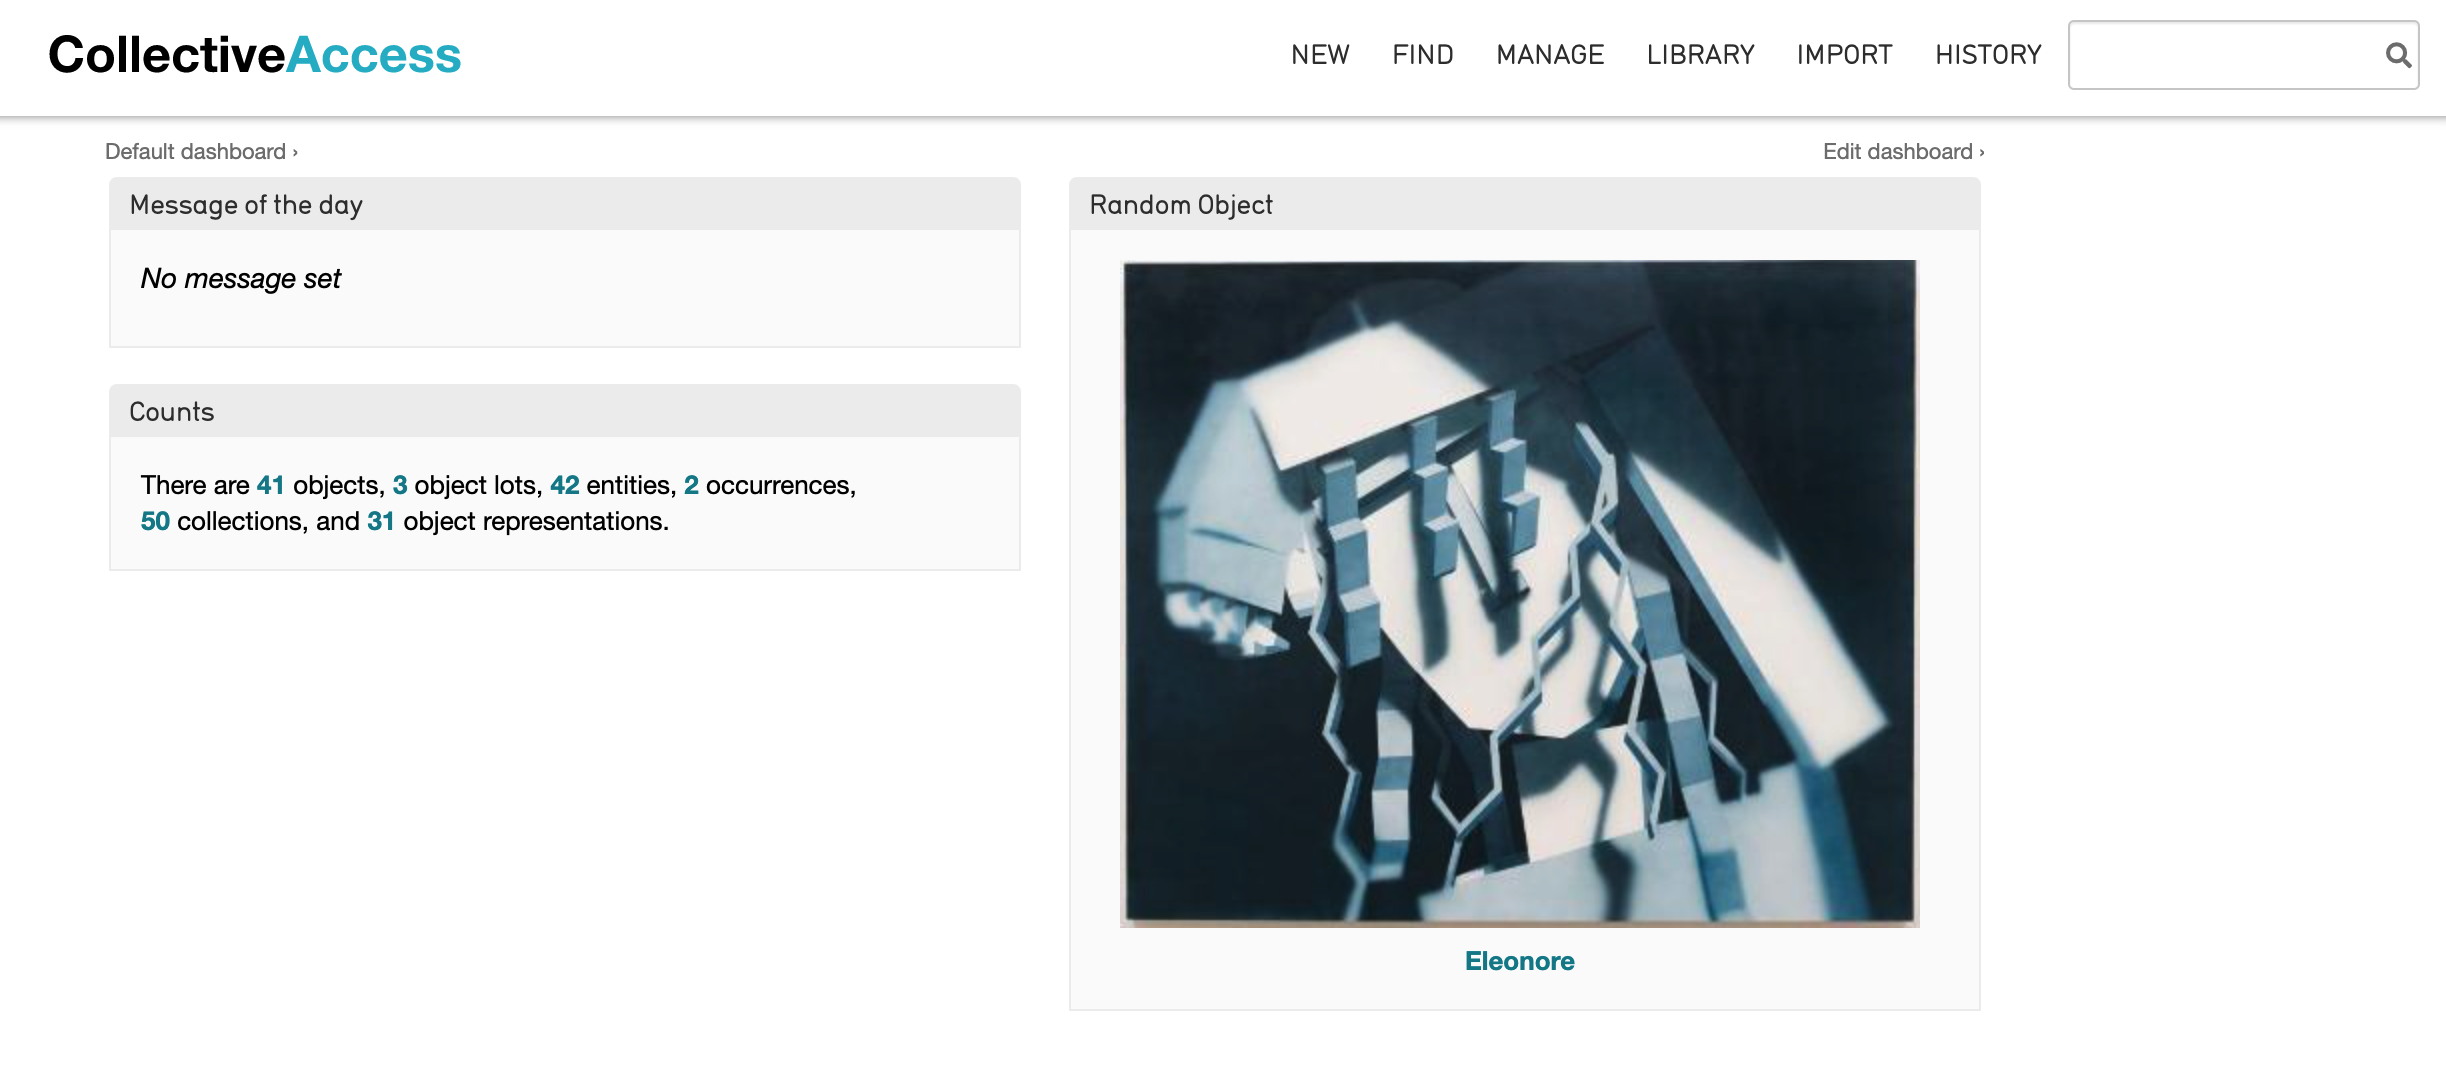 CollectiveAccess
NEW FIND MANAGE LIBRARY IMPORT HISTORY
Default dashboard ›
Edit dashboard ›
Message of the day
No message set
Counts
There are 41 objects, 3 object lots, 42 entities, 2 occurrences,
50 collections, and 31 object representations.
Random Object
Eleonore